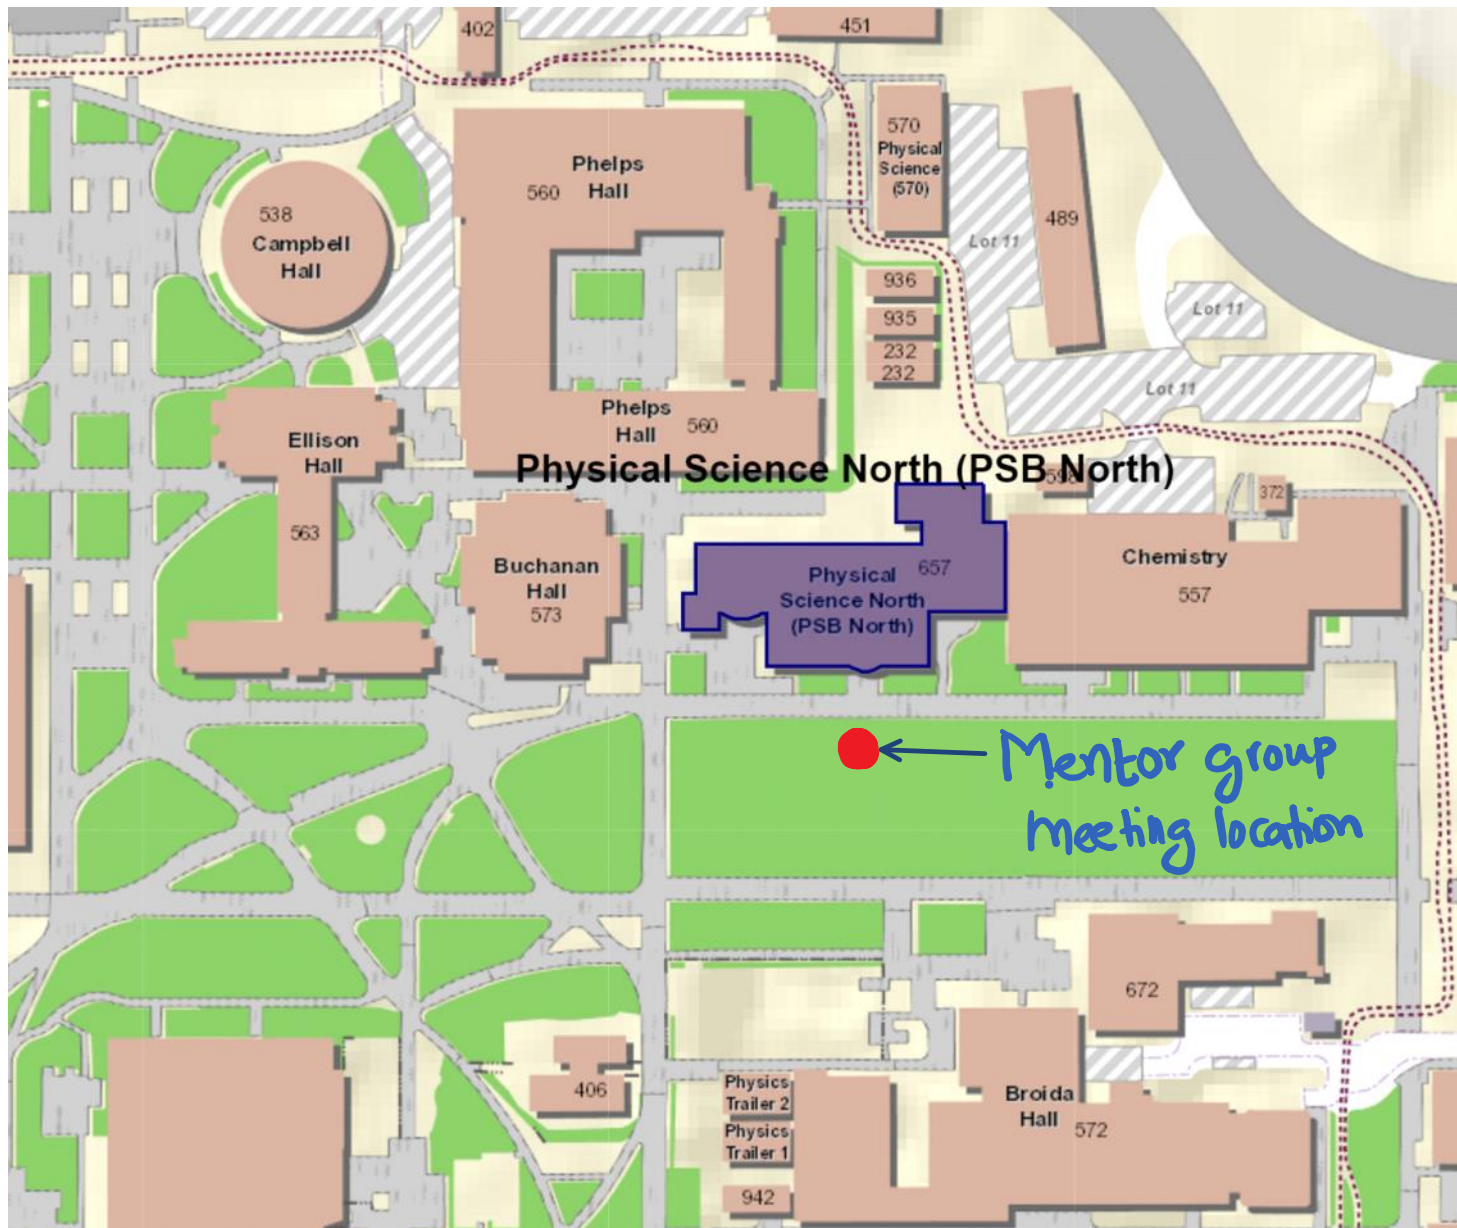 402
451
570
Physical
Science
(570)
Phelps
Hall
560
538
Campbell
Hall
489
Lot 11
936
935
232
232
Lot 11
Lot 11
Phelps
Hall
560
Ellison
Hall
Physical Science North (PSB North)
598
372
563
Buchanan
Hall
573
Physical
Science North
(PSB North)
657
Chemistry
557
Mentor group
meeting location
672
406
Physics
Trailer 2
Physics
Trailer 1
Broida
Hall
572
942